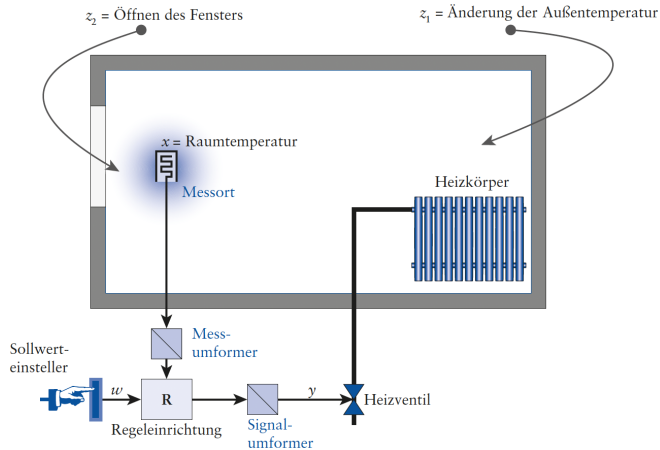 z₂ = Öffnen des Fensters
z₁ = Änderung der Außentemperatur
x = Raumtemperatur
Messort
Heizkörper
Mess-
umformer
Sollwert-
einsteller
w
R
Regeleinrichtung
Signal-
umformer
y
Heizventil